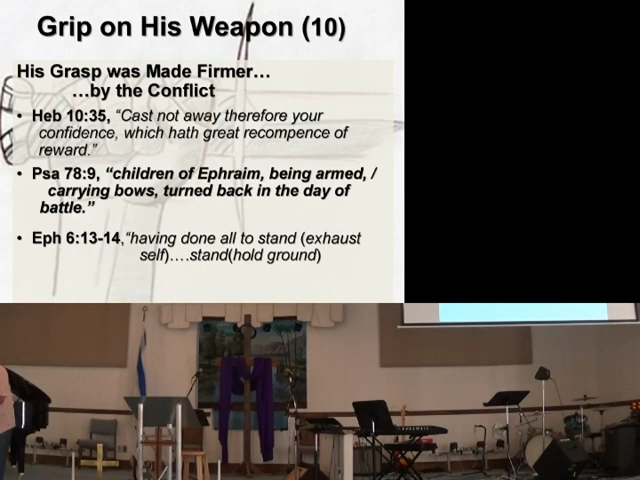 Grip on His Weapon (10)
His Grasp was Made Firmer…
…by the Conflict
• Heb 10:35, “Cast not away therefore your
confidence, which hath great recompence of
reward.”
• Psa 78:9, “children of Ephraim, being armed, /
carrying bows, turned back in the day of
battle.”
• Eph 6:13-14,“having done all to stand (exhaust
self)….stand(hold ground)